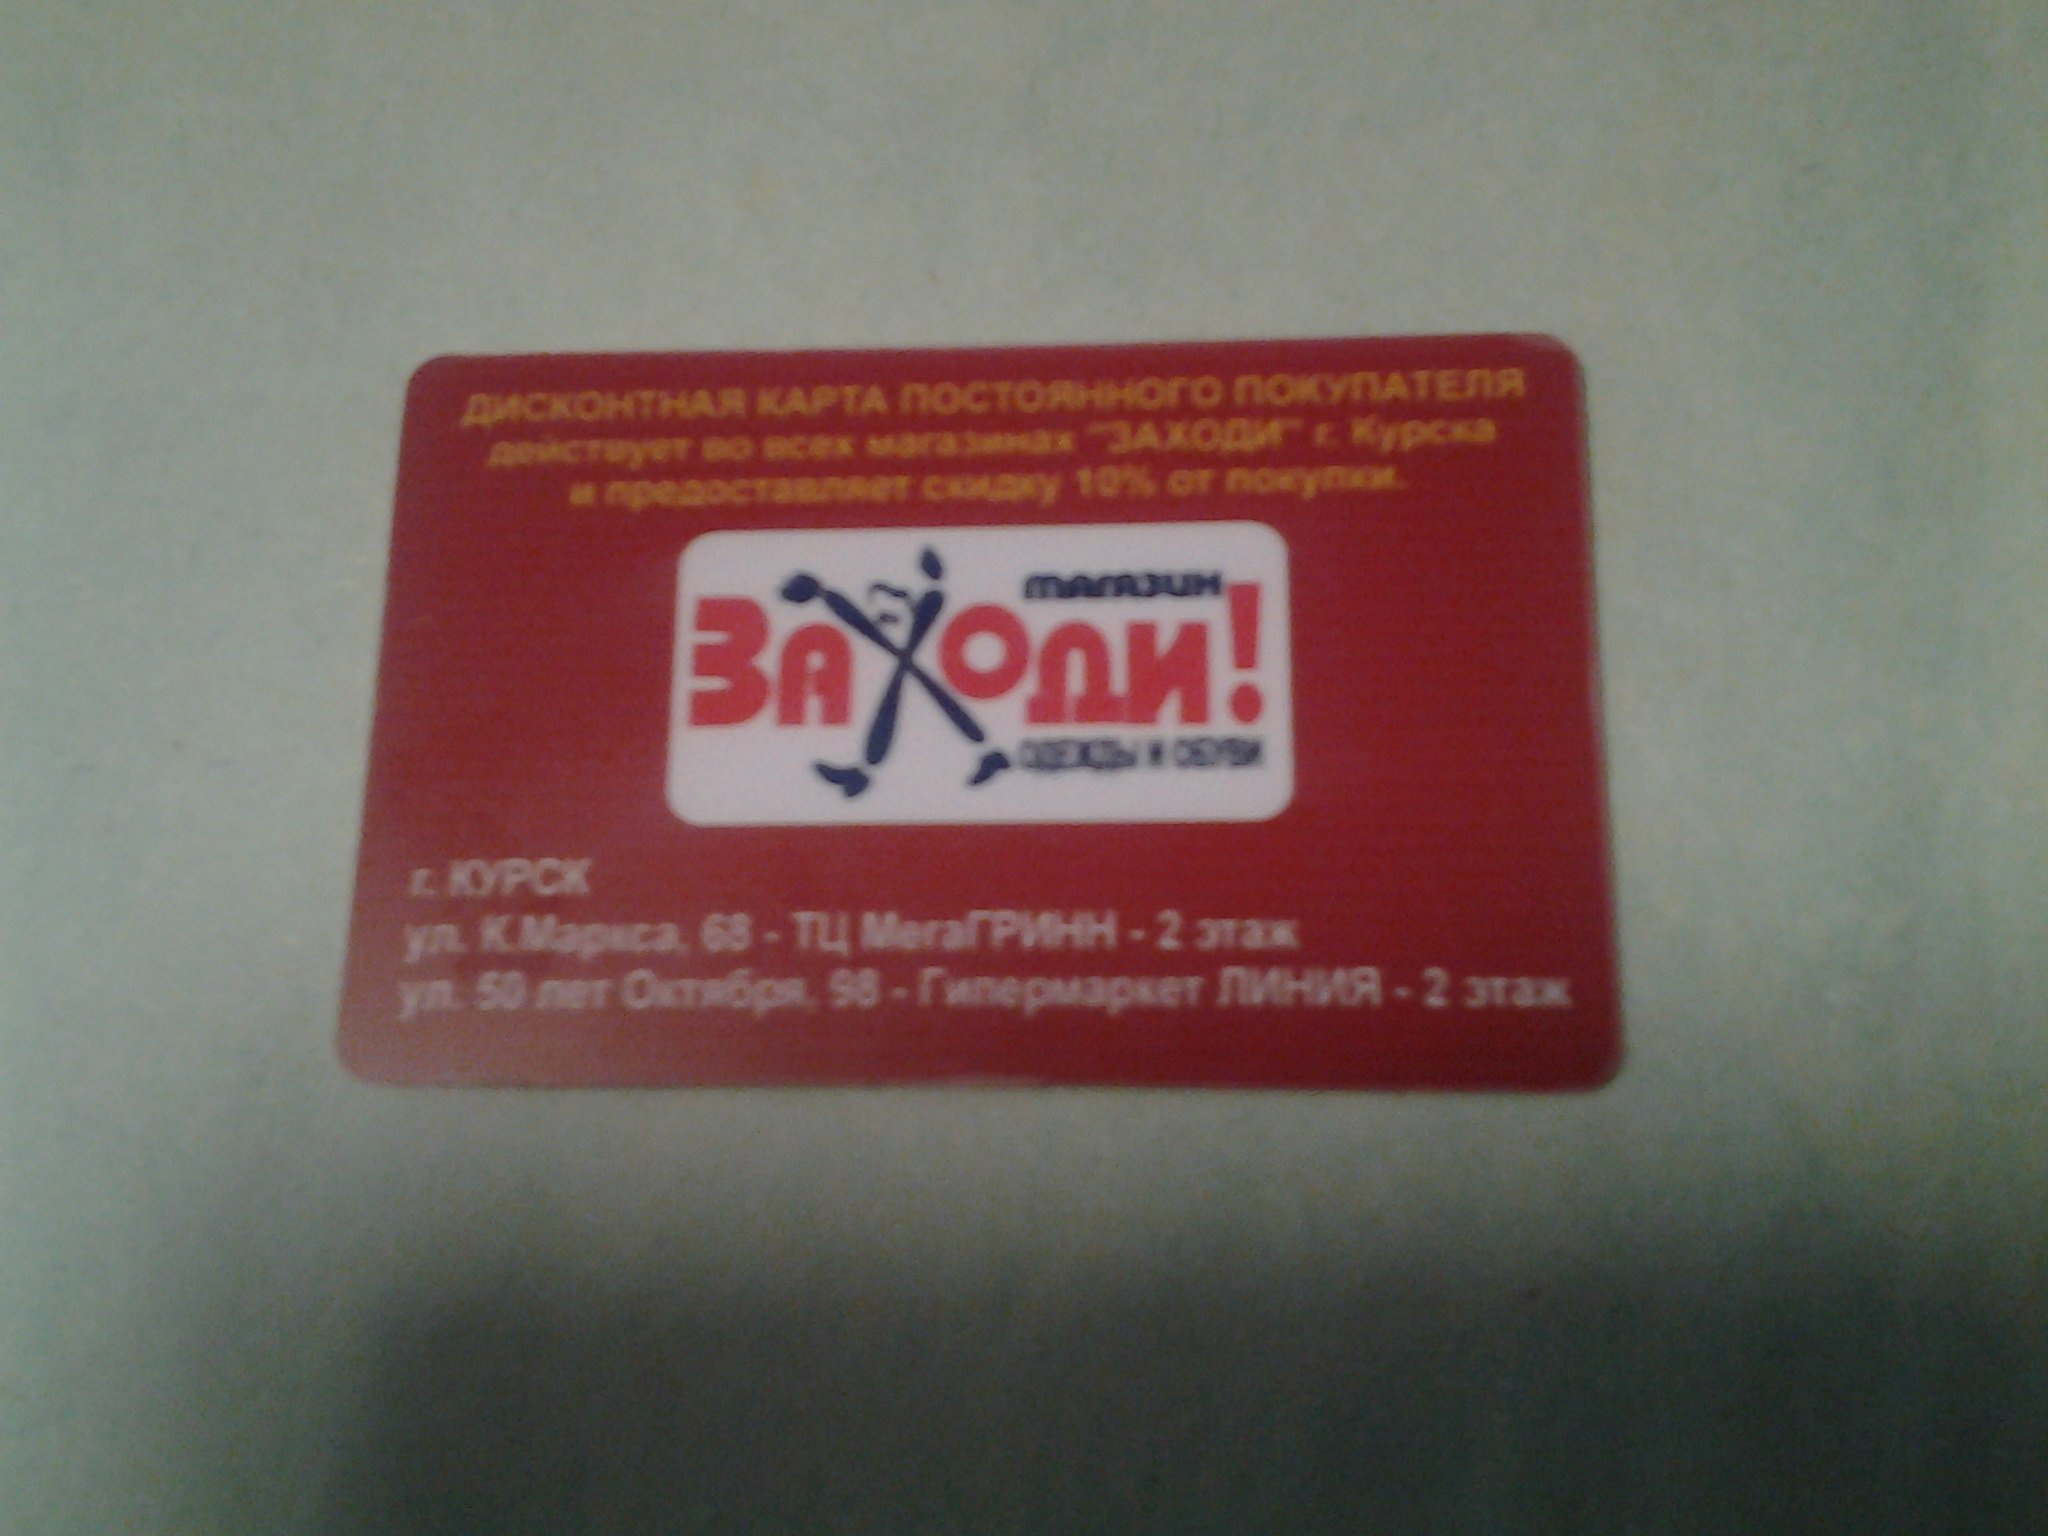 ДИСКОНТНАЯ КАРТА ПОСТОЯННОГО ПОКУПАТЕЛЯ
действует во всех магазинах "ЗАХОДИ" г. Курска
и предоставляет скидку 10% от покупки.
магазин
ЗАХОДИ!
ОДЕЖДЫ И ОБУВИ
г. КУРСК
ул. К.Маркса, 68 - ТЦ МегаГРИНН - 2 этаж
ул. 50 лет Октября, 98 - Гипермаркет ЛИНИЯ - 2 этаж